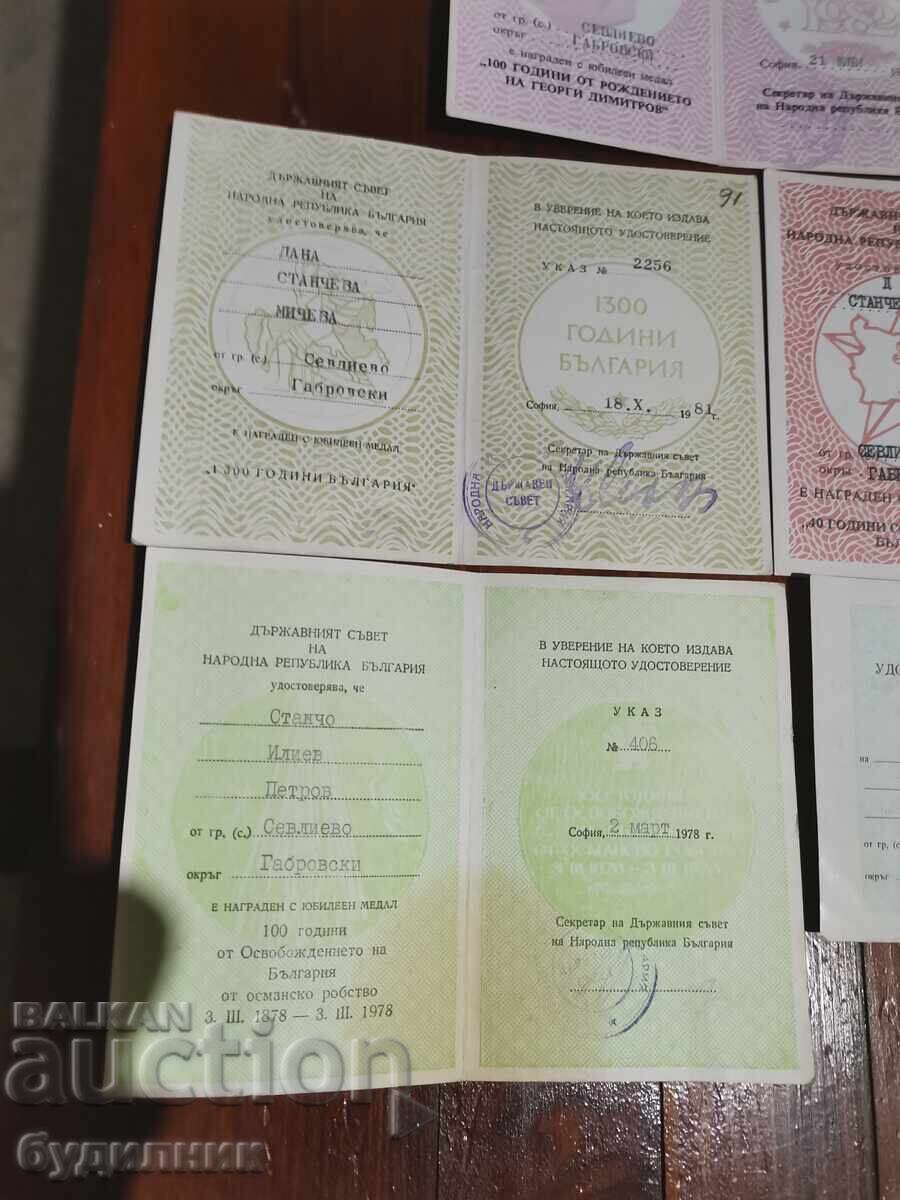 от гр. (с.) СЕВЛИЕВО
окръг ГАБРОВСКИ
е награден с юбилеен медал
„100 ГОДИНИ ОТ РОЖДЕНИЕТО
НА ГЕОРГИ ДИМИТРОВ“
1882
София, 21
Секретар на Държавния
на Народна република
ДЪРЖАВНИЯТ СЪВЕТ
НА
НАРОДНА РЕПУБЛИКА БЪЛГАРИЯ
удостоверява, че
ДАНА
СТАНЧЕВА
МИЧЕВА
от гр. (с.) Севлиево
окръг Габровски
Е НАГРАДЕН С ЮБИЛЕЕН МЕДАЛ
„1300 ГОДИНИ БЪЛГАРИЯ“
91
В УВЕРЕНИЕ НА КОЕТО ИЗДАВА
НАСТОЯЩОТО УДОСТОВЕРЕНИЕ
УКАЗ № 2256
1300
ГОДИНИ
БЪЛГАРИЯ
София, 18.X. 1981 г.
Секретар на Държавния съвет
на Народна република България
НАРОДНА
ДЪРЖАВЕН
СЪВЕТ
ДЪРЖАВН
НАРОДНА РЕПУ
Д
СТАНЧЕ
от гр. СЕВЛИ
окръг ГАБ
Е НАГРАДЕН
„40 ГОДИНИ С
БЪ
ДЪРЖАВНИЯТ СЪВЕТ
НА
НАРОДНА РЕПУБЛИКА БЪЛГАРИЯ
удостоверява, че
Станчо
Илиев
Петров
от гр. (с.) Севлиево
окръг Габровски
Е НАГРАДЕН С ЮБИЛЕЕН МЕДАЛ
100 години
от Освобождението на
България
от османско робство
3. III. 1878 — 3. III. 1978
В УВЕРЕНИЕ НА КОЕТО ИЗДАВА
НАСТОЯЩОТО УДОСТОВЕРЕНИЕ
УКАЗ
№ 406
София, 2 март 1978 г.
Секретар на Държавния съвет
на Народна република България
УДО
на
от гр. (с
окръг
BALKAN
auction
будилник